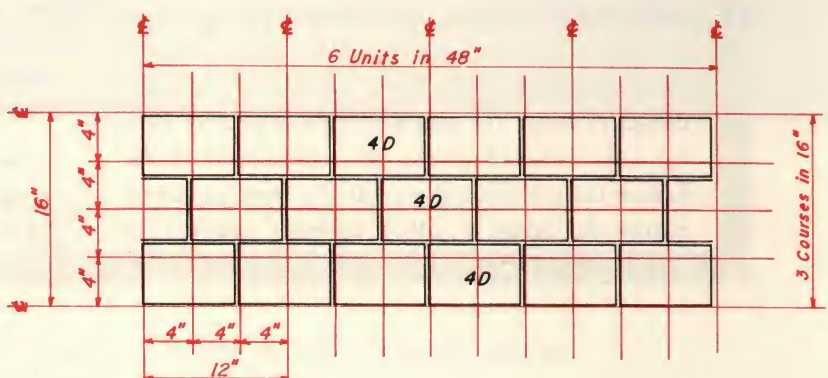 ℄ ℄ ℄ ℄ ℄
6 Units in 48"
℄
4"
4D
4"
16"
4D
3 Courses in 16"
4"
4D
4"
℄
4" 4" 4"
12"